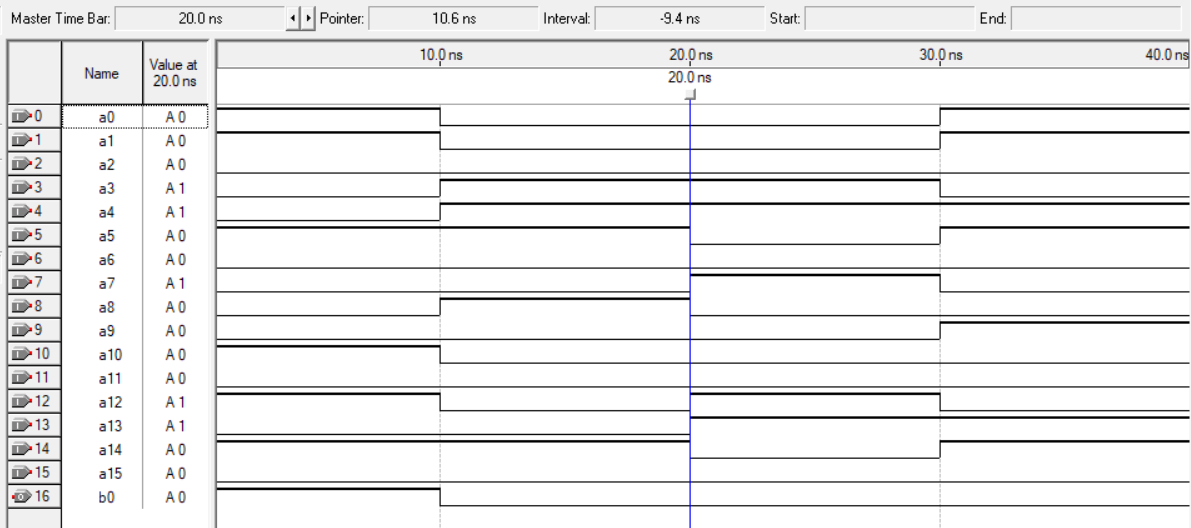 Master Time Bar: 20.0 ns Pointer: 10.6 ns Interval: -9.4 ns Start: End:
Name Value at 20.0 ns 10.0 ns 20.0 ns 30.0 ns 40.0 ns
20.0 ns
0 a0 A 0
1 a1 A 0
2 a2 A 0
3 a3 A 1
4 a4 A 1
5 a5 A 0
6 a6 A 0
7 a7 A 1
8 a8 A 0
9 a9 A 0
10 a10 A 0
11 a11 A 0
12 a12 A 1
13 a13 A 1
14 a14 A 0
15 a15 A 0
16 b0 A 0